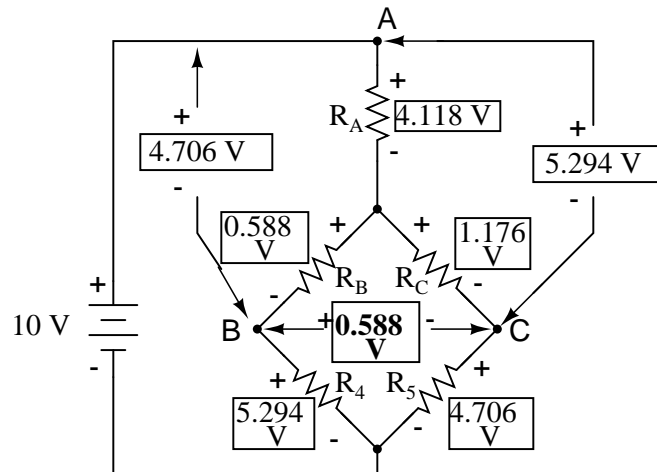 A
+
+
+
R_A
4.118 V
4.706 V
5.294 V
-
-
-
0.588
V
+
+
1.176
V
R_B
R_C
-
-
+
10 V
-
B
+
0.588
V
-
C
+
R_4
R_5
+
5.294
V
4.706
V
-
-